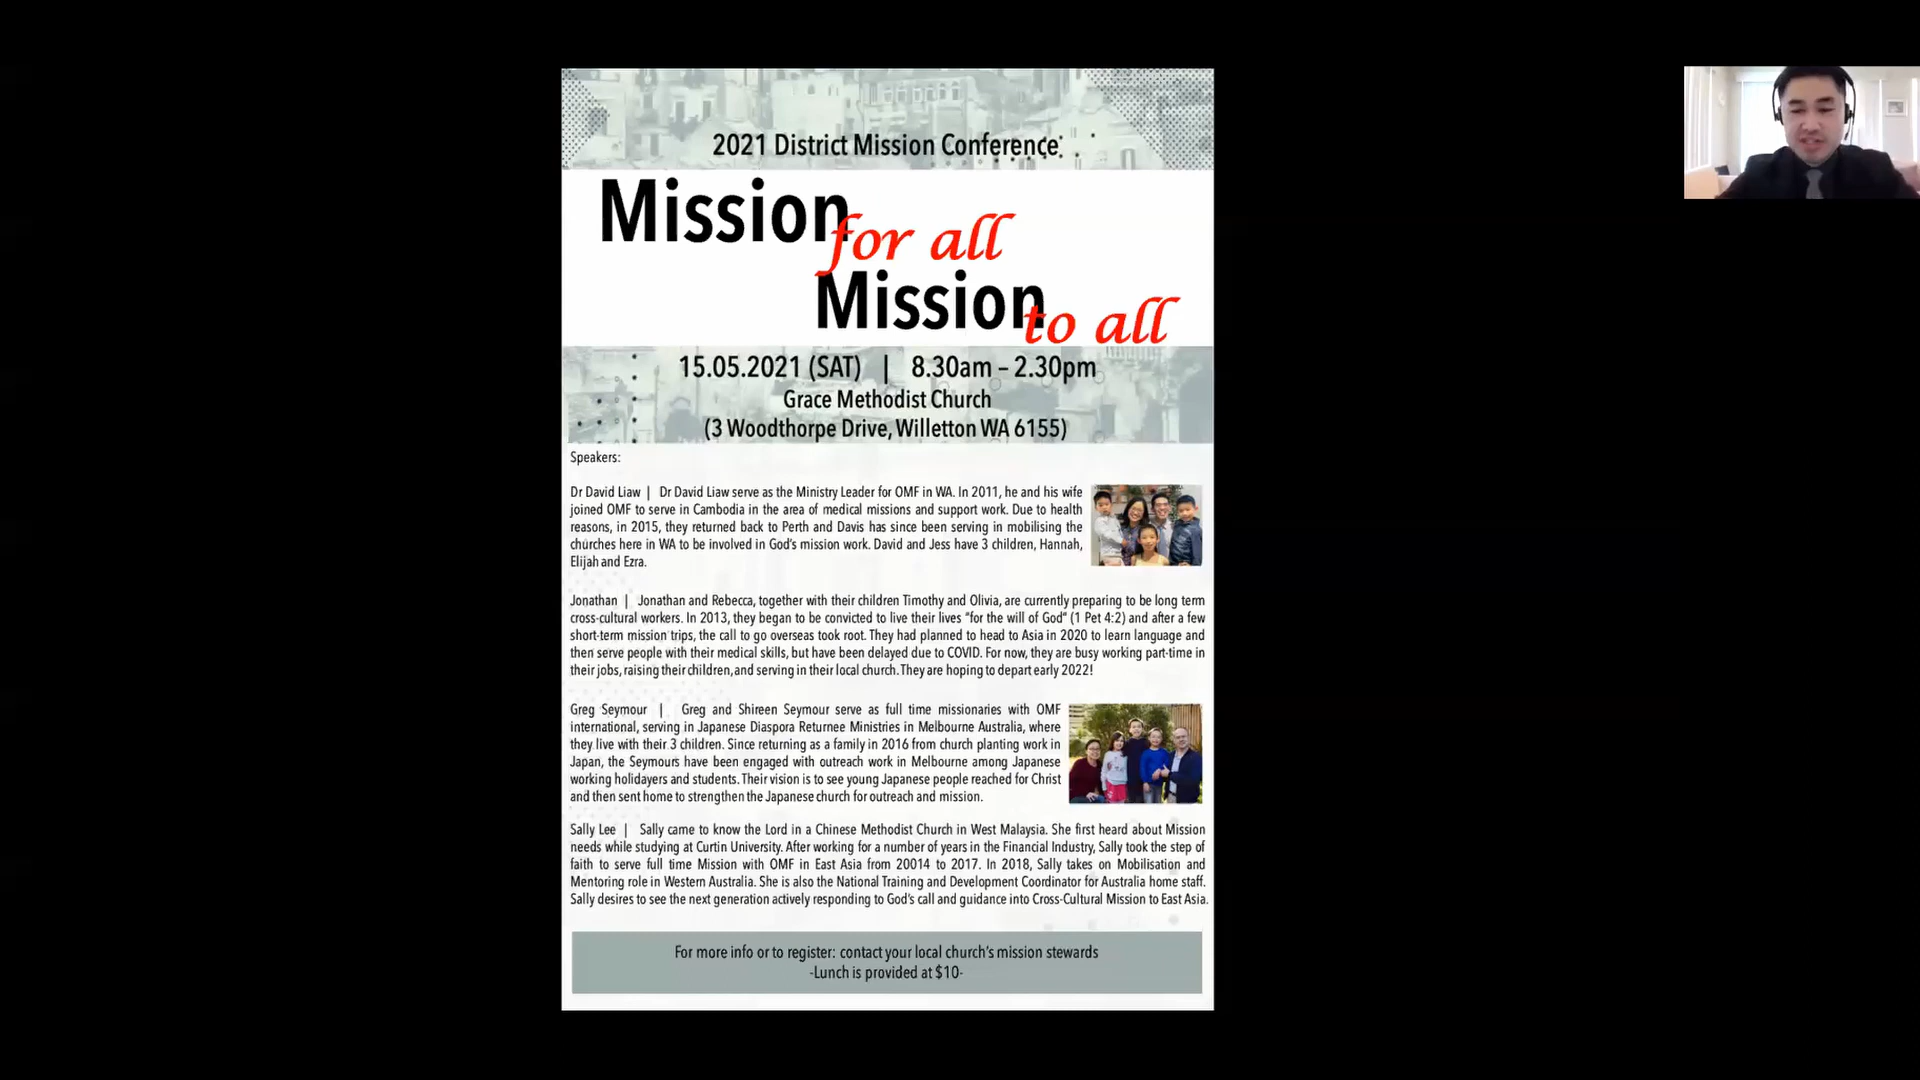 2021 District Mission Conference
Mission
for all
Mission
to all
15.05.2021 (SAT) | 8.30am – 2.30pm
Grace Methodist Church
(3 Woodthorpe Drive, Willetton WA 6155)
Speakers:
Dr David Liaw | Dr David Liaw serve as the Ministry Leader for OMF in WA. In 2011, he and his wife
joined OMF to serve in Cambodia in the area of medical missions and support work. Due to health
reasons, in 2015, they returned back to Perth and Davis has since been serving in mobilising the
churches here in WA to be involved in God's mission work. David and Jess have 3 children, Hannah,
Elijah and Ezra.
Jonathan | Jonathan and Rebecca, together with their children Timothy and Olivia, are currently preparing to be long term
cross-cultural workers. In 2013, they began to be convicted to live their lives "for the will of God" (1 Pet 4:2) and after a few
short-term mission trips, the call to go overseas took root. They had planned to head to Asia in 2020 to learn language and
then serve people with their medical skills, but have been delayed due to COVID. For now, they are busy working part-time in
their jobs, raising their children, and serving in their local church. They are hoping to depart early 2022!
Greg Seymour | Greg and Shireen Seymour serve as full time missionaries with OMF
international, serving in Japanese Diaspora Returnee Ministries in Melbourne Australia, where
they live with their 3 children. Since returning as a family in 2016 from church planting work in
Japan, the Seymours have been engaged with outreach work in Melbourne among Japanese
working holidayers and students. Their vision is to see young Japanese people reached for Christ
and then sent home to strengthen the Japanese church for outreach and mission.
Sally Lee | Sally came to know the Lord in a Chinese Methodist Church in West Malaysia. She first heard about Mission
needs while studying at Curtin University. After working for a number of years in the Financial Industry, Sally took the step of
faith to serve full time Mission with OMF in East Asia from 20014 to 2017. In 2018, Sally takes on Mobilisation and
Mentoring role in Western Australia. She is also the National Training and Development Coordinator for Australia home staff.
Sally desires to see the next generation actively responding to God's call and guidance into Cross-Cultural Mission to East Asia.
For more info or to register: contact your local church's mission stewards
-Lunch is provided at $10-